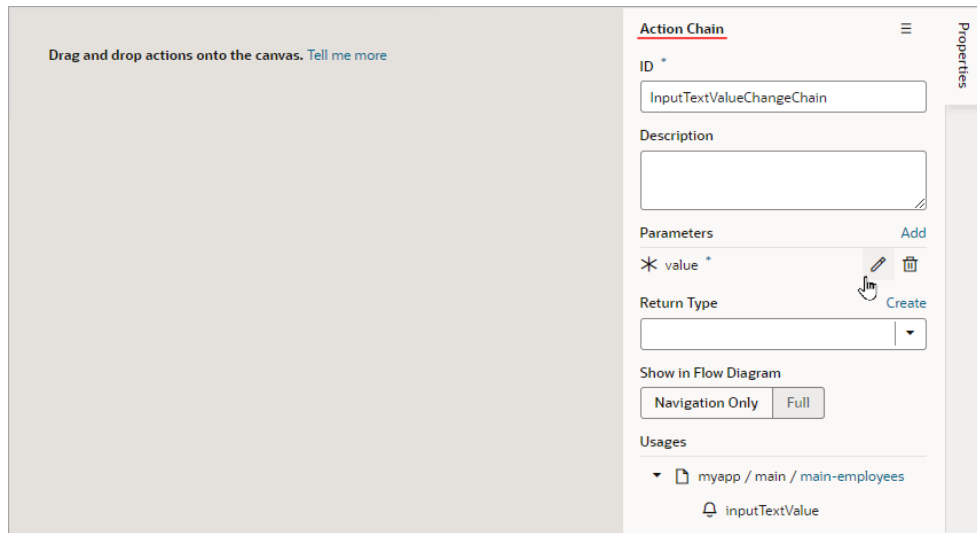 Drag and drop actions onto the canvas. Tell me more
Action Chain
Properties
ID *
InputTextValueChangeChain
Description
Parameters Add
value *
Return Type Create
Show in Flow Diagram
Navigation Only Full
Usages
myapp / main / main-employees
inputTextValue